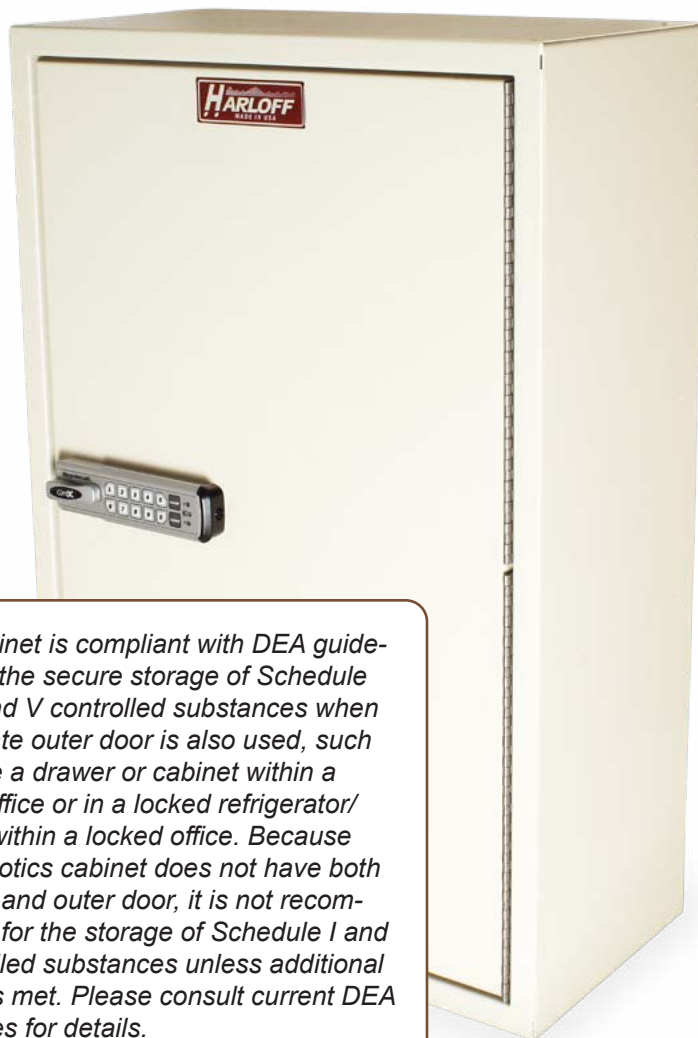 HARLOFF
MADE IN USA
inet is compliant with DEA guide-
the secure storage of Schedule
nd V controlled substances when
te outer door is also used, such
e a drawer or cabinet within a
ffice or in a locked refrigerator/
within a locked office. Because
otics cabinet does not have both
and outer door, it is not recom-
for the storage of Schedule I and
lled substances unless additional
s met. Please consult current DEA
es for details.